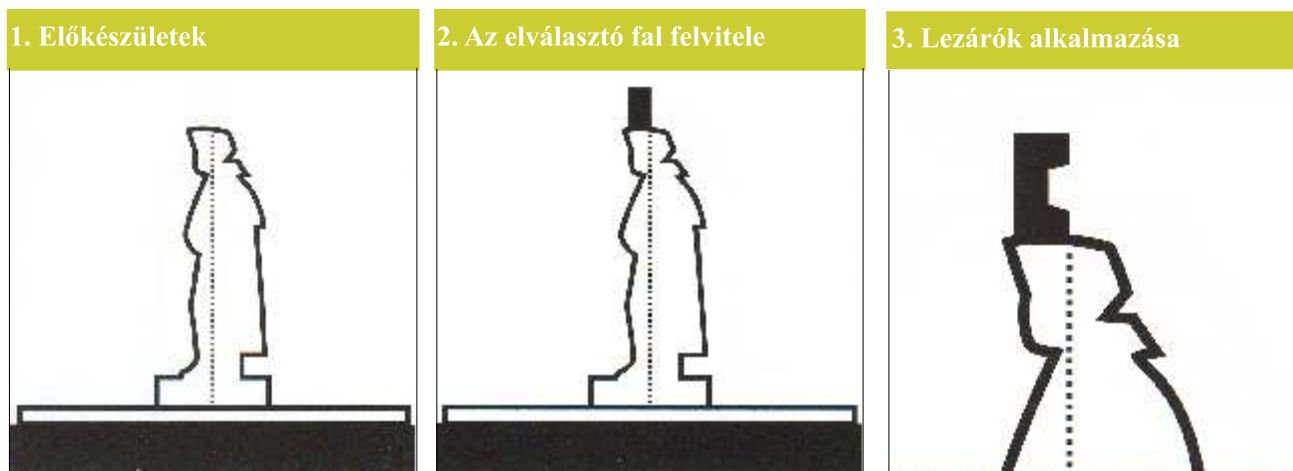 1. Előkészületek
2. Az elválasztó fal felvitele
3. Lezárók alkalmazása